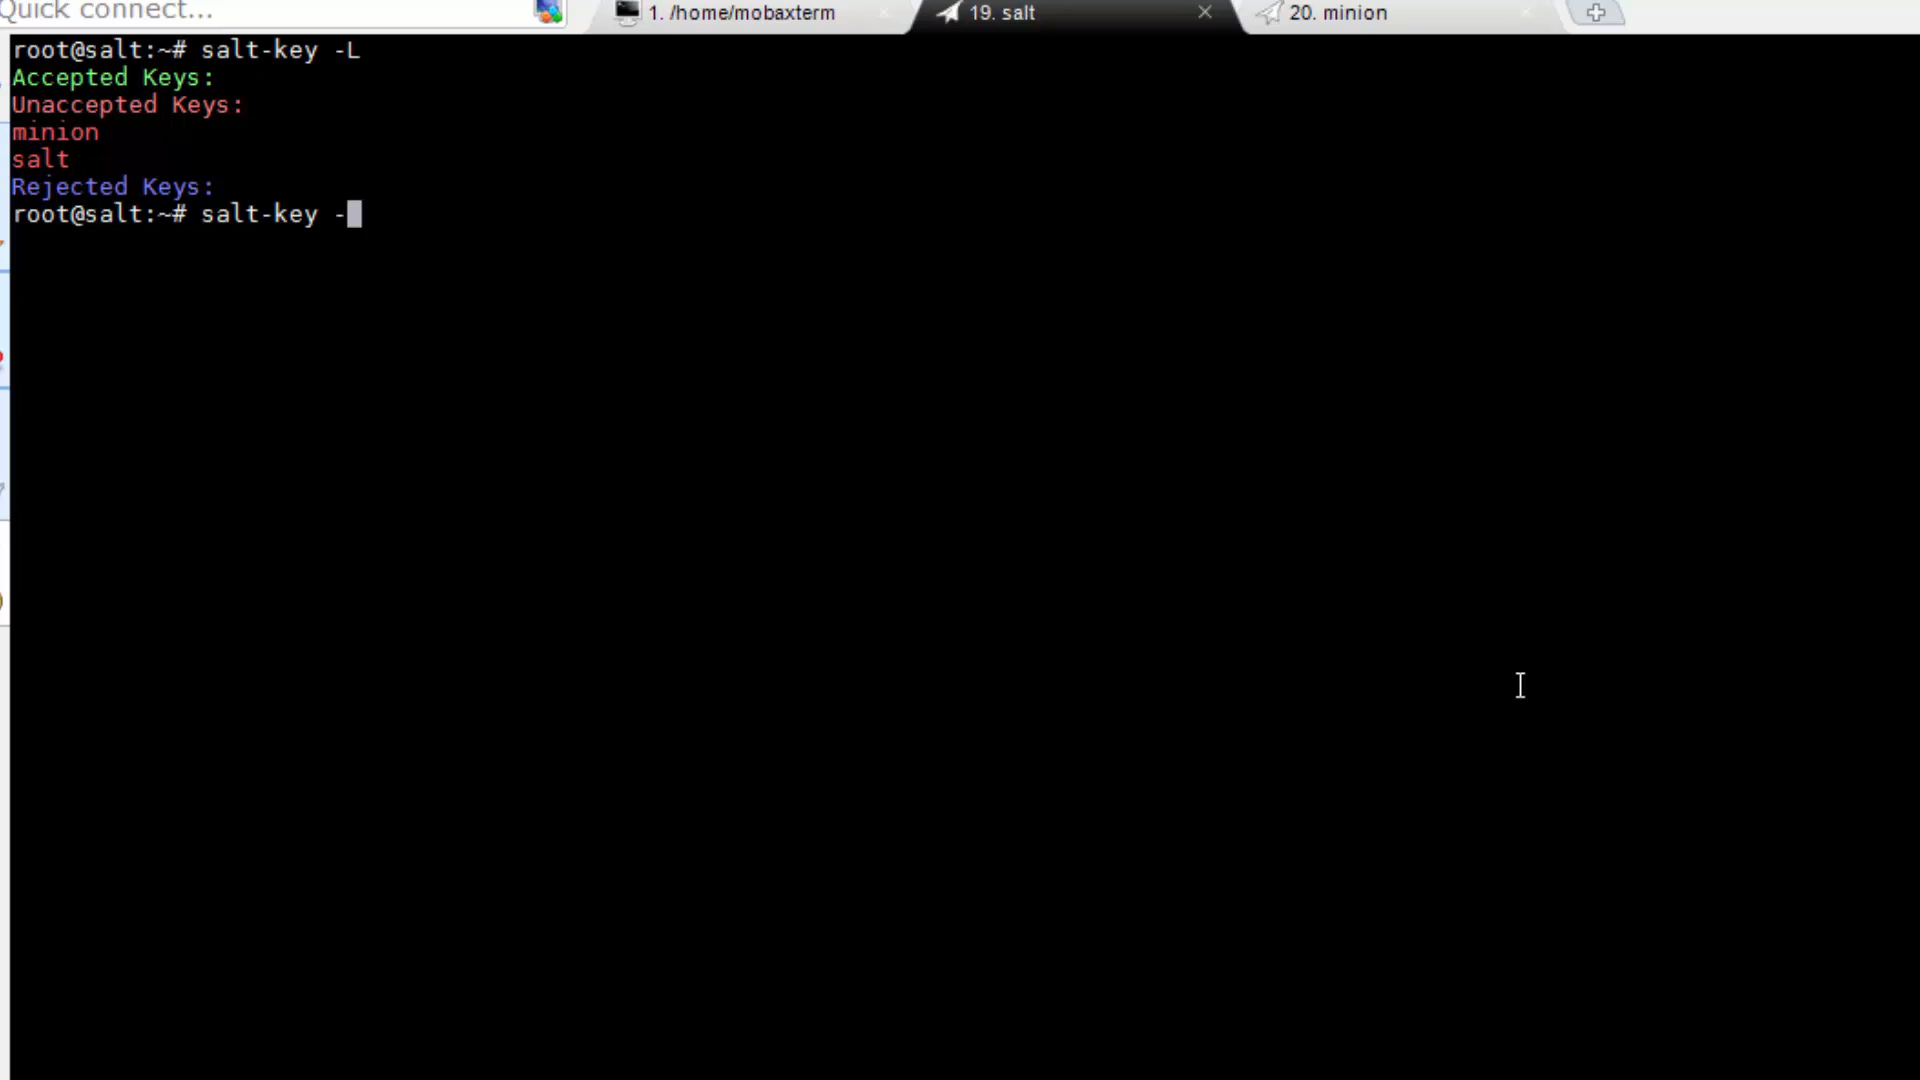 Quick connect...
1. /home/mobaxterm
19. salt
20. minion
root@salt:~# salt-key -L
Accepted Keys:
Unaccepted Keys:
minion
salt
Rejected Keys:
root@salt:~# salt-key -